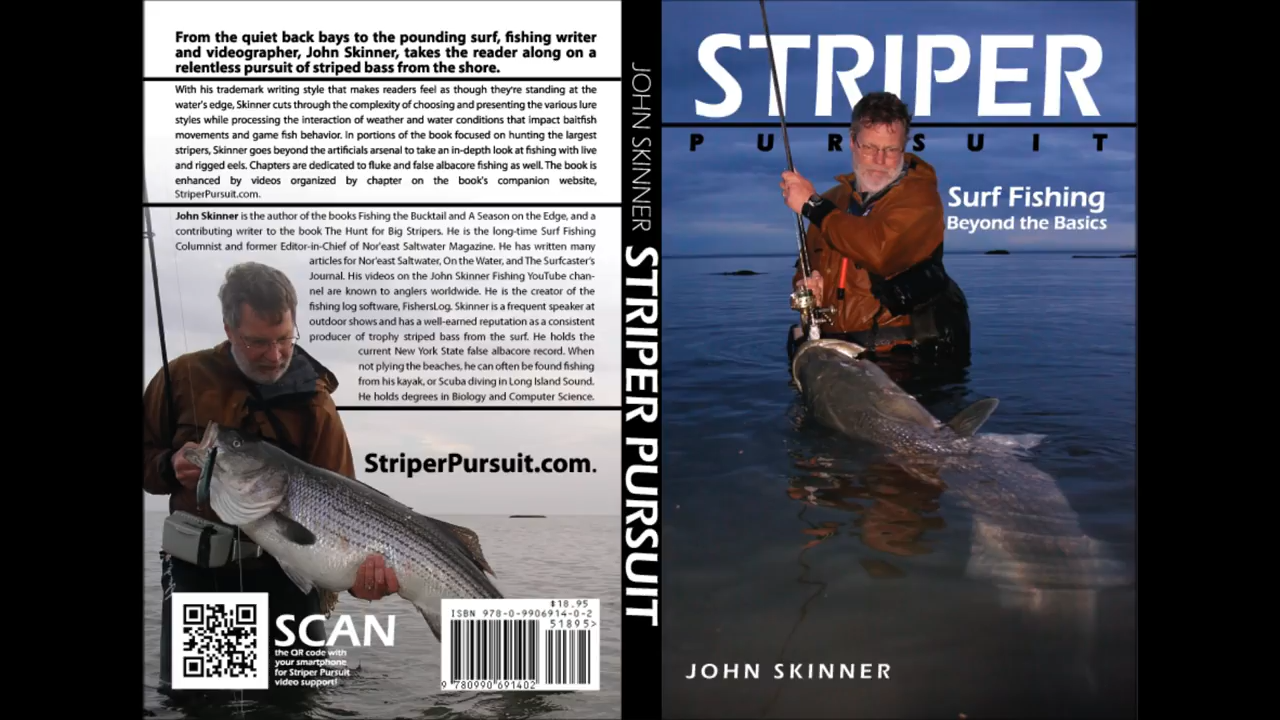 From the quiet back bays to the pounding surf, fishing writer
and videographer, John Skinner, takes the reader along on a
relentless pursuit of striped bass from the shore.
With his trademark writing style that makes readers feel as though they're standing at the
water's edge, Skinner cuts through the complexity of choosing and presenting the various lure
styles while processing the interaction of weather and water conditions that impact baitfish
movements and game fish behavior. In portions of the book focused on hunting the largest
stripers, Skinner goes beyond the artificials arsenal to take an in-depth look at fishing with live
and rigged eels. Chapters are dedicated to fluke and false albacore fishing as well. The book is
enhanced by videos organized by chapter on the book's companion website,
StriperPursuit.com.
John Skinner is the author of the books Fishing the Bucktail and A Season on the Edge, and a
contributing writer to the book The Hunt for Big Stripers. He is the long-time Surf Fishing
Columnist and former Editor-in-Chief of Nor'east Saltwater Magazine. He has written many
articles for Nor'east Saltwater, On the Water, and The Surfcaster's
Journal. His videos on the John Skinner Fishing YouTube chan-
nel are known to anglers worldwide. He is the creator of the
fishing log software, FishersLog. Skinner is a frequent speaker at
outdoor shows and has a well-earned reputation as a consistent
producer of trophy striped bass from the surf. He holds the
current New York State false albacore record. When
not plying the beaches, he can often be found fishing
from his kayak, or Scuba diving in Long Island Sound.
He holds degrees in Biology and Computer Science.
StriperPursuit.com.
SCAN
the QR code with
your smartphone
for Striper Pursuit
video support!
$18.95
ISBN 978-0-9906914-0-2
51895>
9 780990 691402
JOHN SKINNER STRIPER PURSUIT
STRIPER
PURSUIT
Surf Fishing
Beyond the Basics
JOHN SKINNER